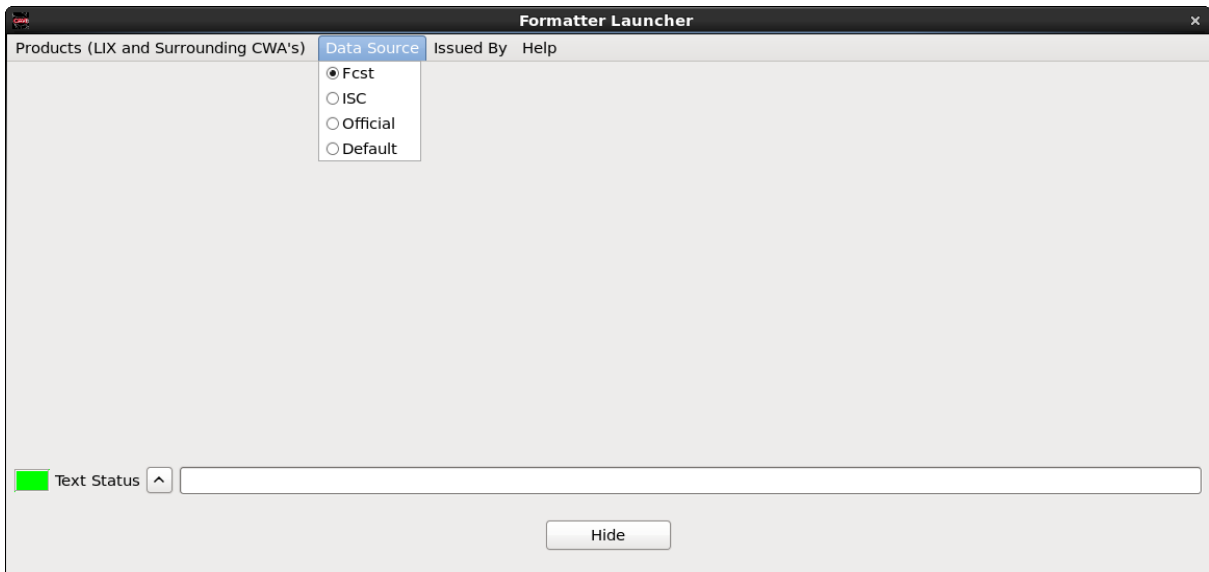 CAVE
Formatter Launcher
Products (LIX and Surrounding CWA's) Data Source Issued By Help
Fcst
ISC
Official
Default
Text Status
Hide